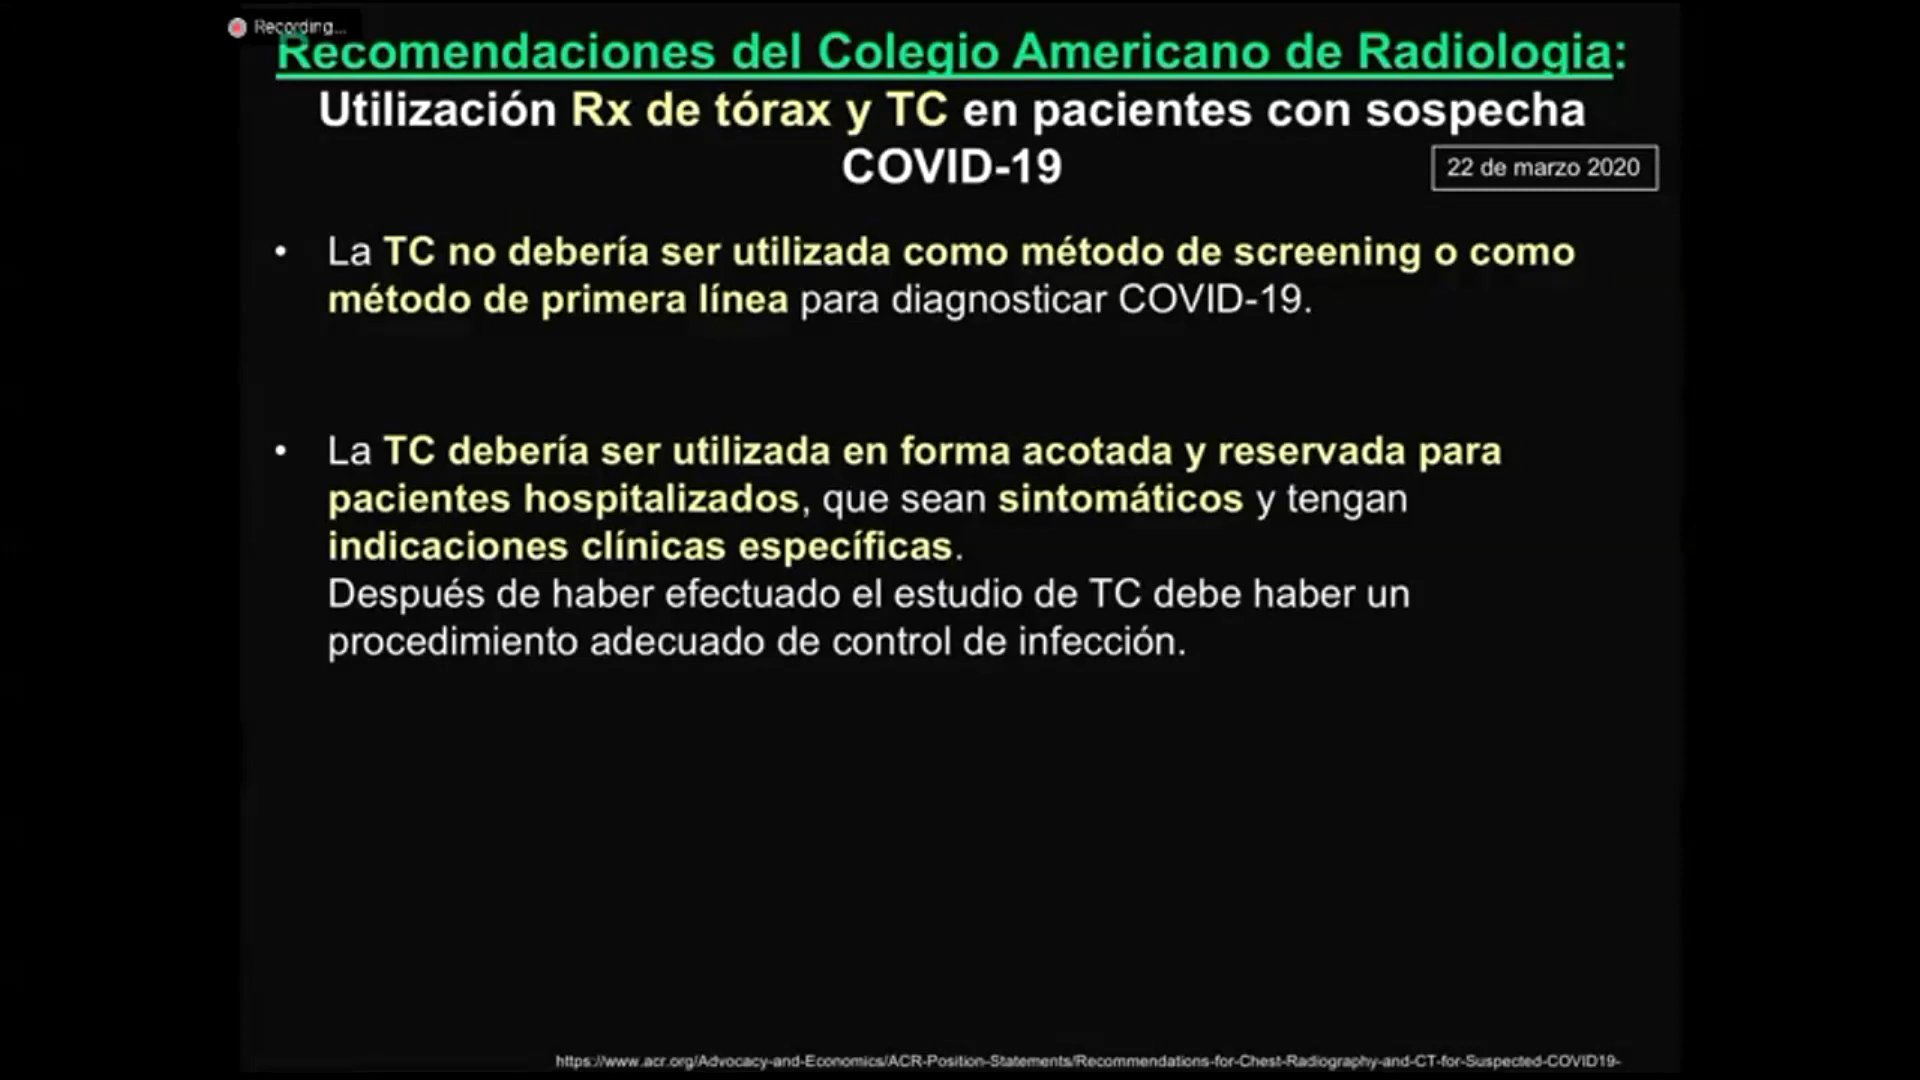 Recording...
Recomendaciones del Colegio Americano de Radiologia:
Utilización Rx de tórax y TC en pacientes con sospecha
COVID-19
22 de marzo 2020
• La TC no debería ser utilizada como método de screening o como
método de primera línea para diagnosticar COVID-19.
• La TC debería ser utilizada en forma acotada y reservada para
pacientes hospitalizados, que sean sintomáticos y tengan
indicaciones clínicas específicas.
Después de haber efectuado el estudio de TC debe haber un
procedimiento adecuado de control de infección.
https://www.acr.org/Advocacy-and-Economics/ACR-Position-Statements/Recommendations-for-Chest-Radiography-and-CT-for-Suspected-COVID19-